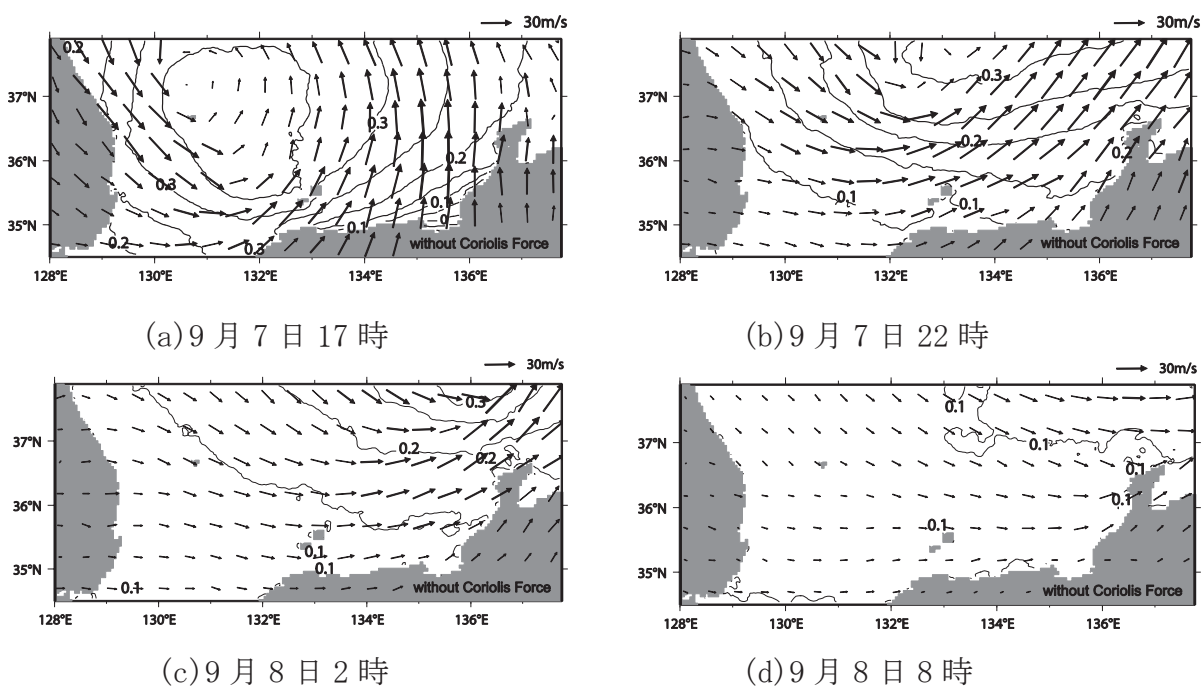 30m/s
0.2
37°N
0.3
36°N
0.2
0.3
0.1
35°N
0.1
0
0.2
0.3
without Coriolis Force
128°E 130°E 132°E 134°E 136°E
(a)9月7日17時
30m/s
0.3
37°N
0.2
36°N
0.2
0.1
0.1
35°N
without Coriolis Force
128°E 130°E 132°E 134°E 136°E
(b)9月7日22時
30m/s
0.3
37°N
0.2
0.2
36°N
0.1
0.1
35°N
0.1
without Coriolis Force
128°E 130°E 132°E 134°E 136°E
(c)9月8日2時
30m/s
0.1
37°N
0.1
0.1
36°N
0.1
0.1
35°N
without Coriolis Force
128°E 130°E 132°E 134°E 136°E
(d)9月8日8時